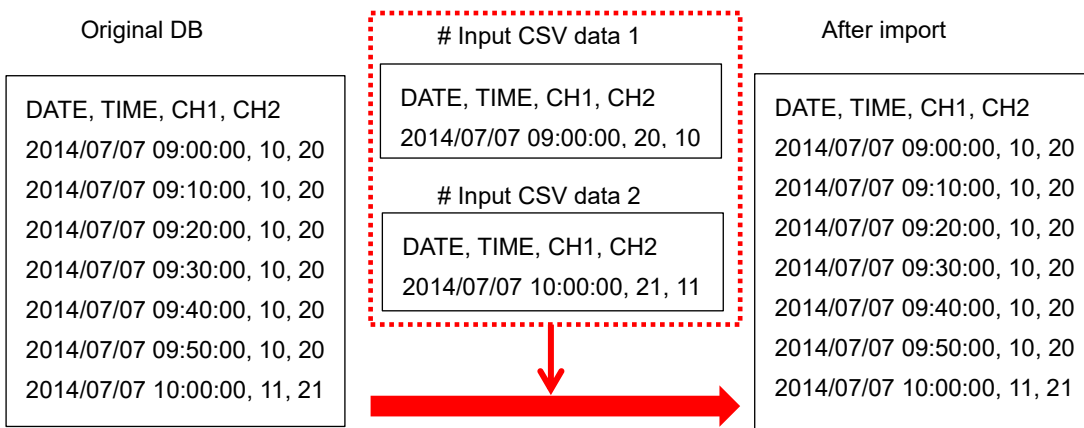 Original DB
DATE, TIME, CH1, CH2
2014/07/07 09:00:00, 10, 20
2014/07/07 09:10:00, 10, 20
2014/07/07 09:20:00, 10, 20
2014/07/07 09:30:00, 10, 20
2014/07/07 09:40:00, 10, 20
2014/07/07 09:50:00, 10, 20
2014/07/07 10:00:00, 11, 21
# Input CSV data 1
DATE, TIME, CH1, CH2
2014/07/07 09:00:00, 20, 10
# Input CSV data 2
DATE, TIME, CH1, CH2
2014/07/07 10:00:00, 21, 11
After import
DATE, TIME, CH1, CH2
2014/07/07 09:00:00, 10, 20
2014/07/07 09:10:00, 10, 20
2014/07/07 09:20:00, 10, 20
2014/07/07 09:30:00, 10, 20
2014/07/07 09:40:00, 10, 20
2014/07/07 09:50:00, 10, 20
2014/07/07 10:00:00, 11, 21